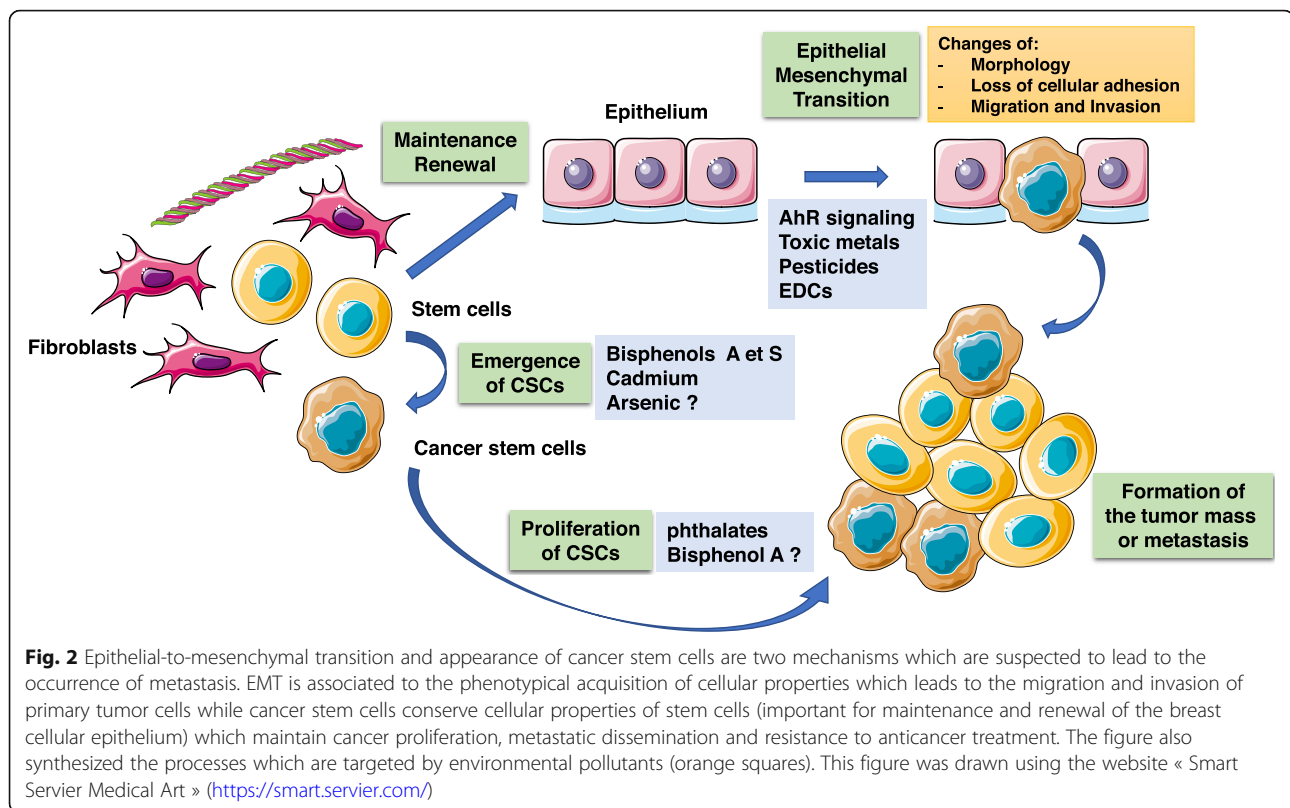 Epithelial
Mesenchymal
Transition
Changes of:
- Morphology
- Loss of cellular adhesion
- Migration and Invasion
Epithelium
Maintenance
Renewal
AhR signaling
Toxic metals
Pesticides
EDCs
Stem cells
Fibroblasts
Emergence
of CSCs
Bisphenols A et S
Cadmium
Arsenic ?
Cancer stem cells
Proliferation
of CSCs
phthalates
Bisphenol A ?
Formation of
the tumor mass
or metastasis
Fig. 2 Epithelial-to-mesenchymal transition and appearance of cancer stem cells are two mechanisms which are suspected to lead to the
occurrence of metastasis. EMT is associated to the phenotypical acquisition of cellular properties which leads to the migration and invasion of
primary tumor cells while cancer stem cells conserve cellular properties of stem cells (important for maintenance and renewal of the breast
cellular epithelium) which maintain cancer proliferation, metastatic dissemination and resistance to anticancer treatment. The figure also
synthesized the processes which are targeted by environmental pollutants (orange squares). This figure was drawn using the website « Smart
Servier Medical Art » (https://smart.servier.com/)